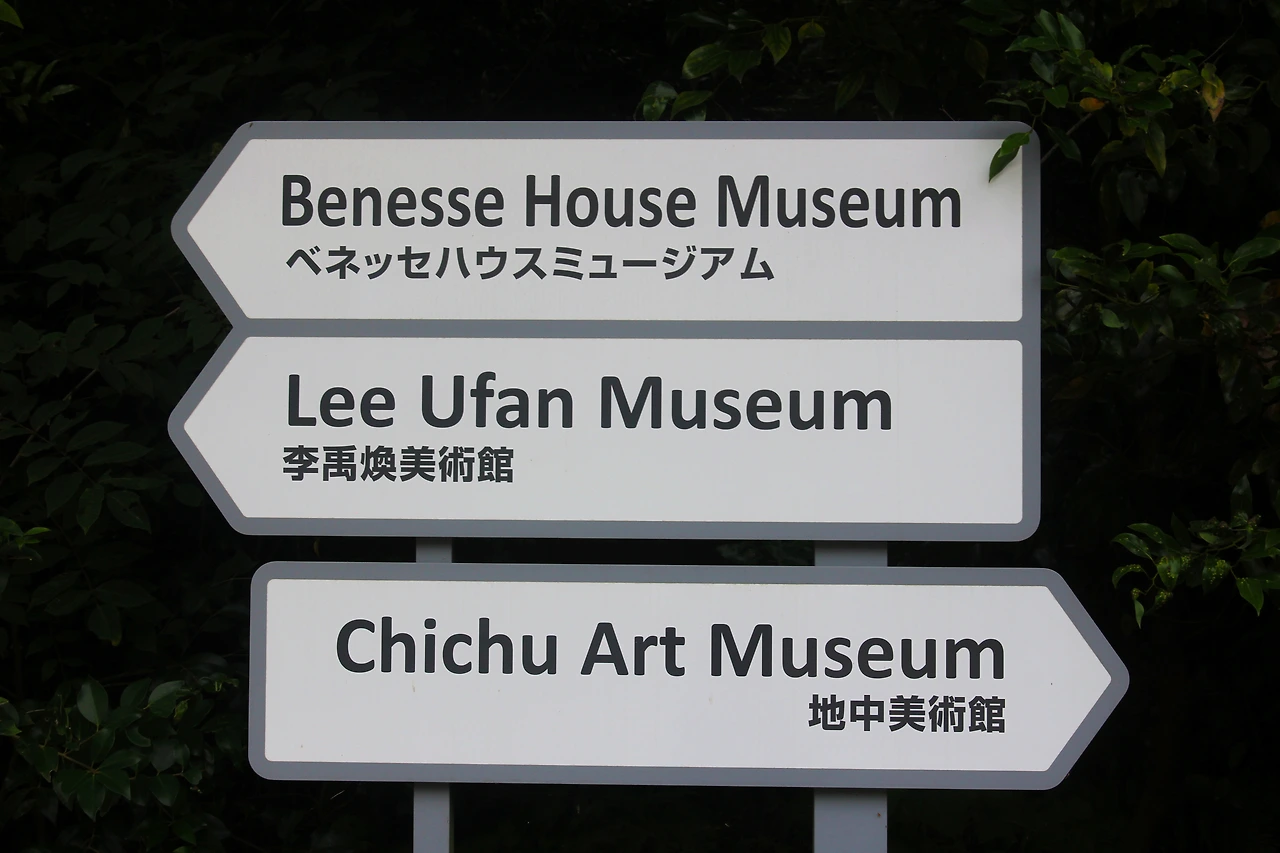 Benesse House Museum
ベネッセハウスミュージアム
Lee Ufan Museum
李禹煥美術館
Chichu Art Museum
地中美術館